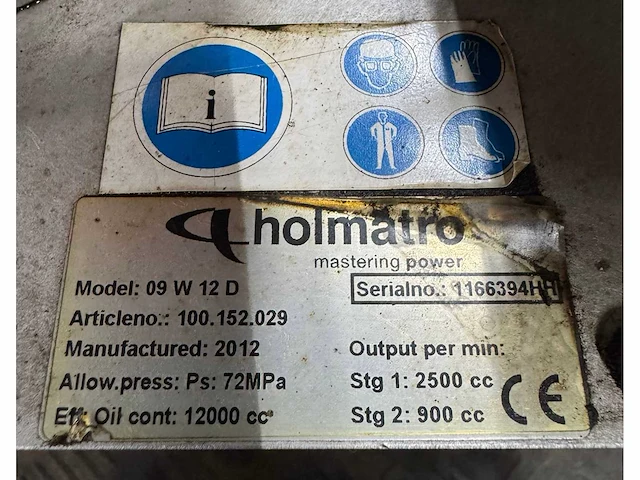 i
holmatro
mastering power
Model: 09 W 12 D
Serialno.: 1166394HH
Articleno.: 100.152.029
Manufactured: 2012
Output per min:
Allow.press: Ps: 72MPa
Stg 1: 2500 cc
Eff. Oil cont: 12000 cc
Stg 2: 900 cc
CE